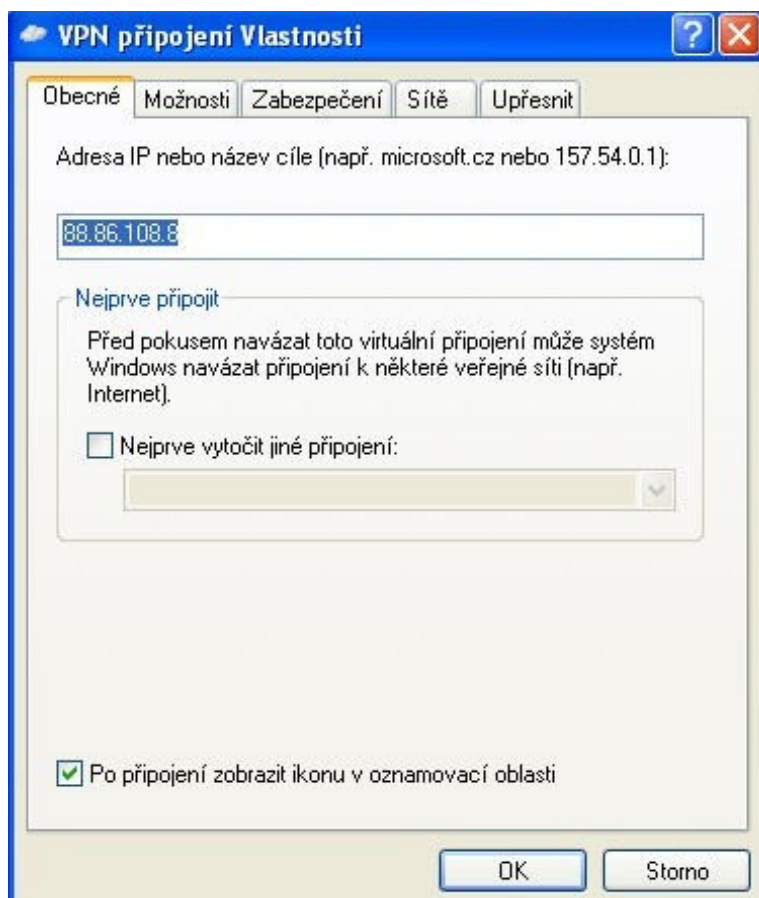 VPN připojení Vlastnosti
Obecné Možnosti Zabezpečení Sítě Upřesnit
Adresa IP nebo název cíle (např. microsoft.cz nebo 157.54.0.1):
88.86.108.8
Nejprve připojit
Před pokusem navázat toto virtuální připojení může systém
Windows navázat připojení k některé veřejné síti (např.
Internet).
Nejprve vytočit jiné připojení:
Po připojení zobrazit ikonu v oznamovací oblasti
OK Storno